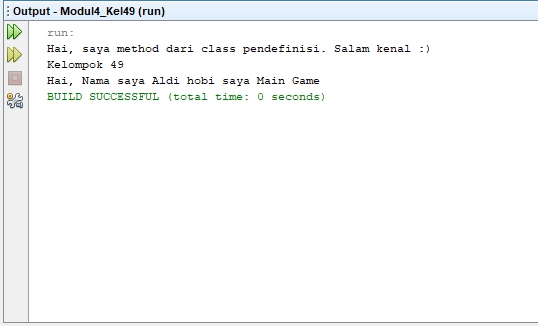 Output - Modul4_Kel49 (run)
run:
Hai, saya method dari class pendefinisi. Salam kenal :)
Kelompok 49
Hai, Nama saya Aldi hobi saya Main Game
BUILD SUCCESSFUL (total time: 0 seconds)